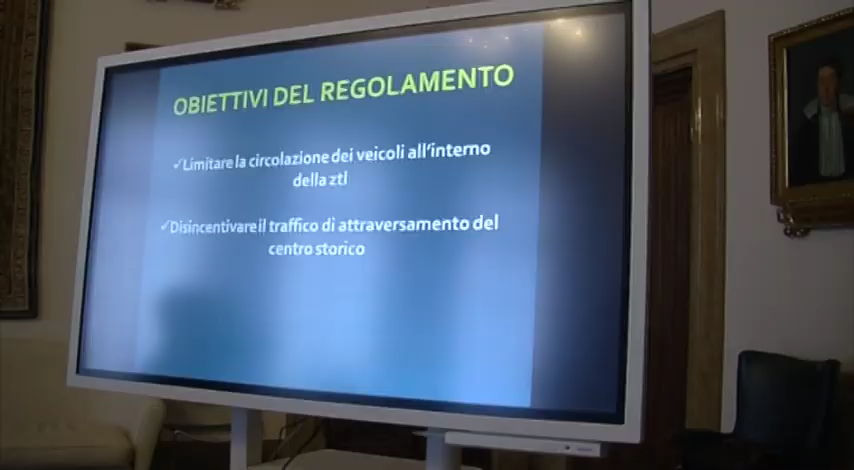 OBIETTIVI DEL REGOLAMENTO
✓Limitare la circolazione dei veicoli all'interno
della ztl
✓Disincentivare il traffico di attraversamento del
centro storico